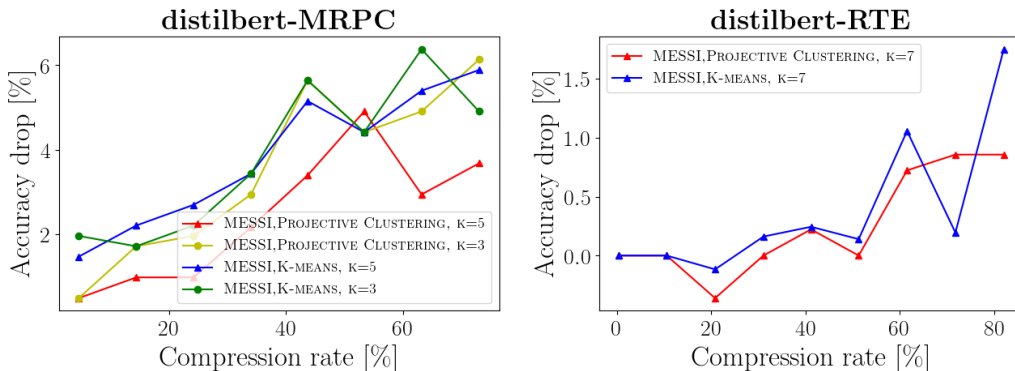 distilbert-MRPC
Accuracy drop [%]
6
4
2
MESSI,PROJECTIVE CLUSTERING, K=5
MESSI,PROJECTIVE CLUSTERING, K=3
MESSI,K-MEANS, K=5
MESSI,K-MEANS, K=3
20 40 60
Compression rate [%]
distilbert-RTE
Accuracy drop [%]
1.5
1.0
0.5
0.0
MESSI,PROJECTIVE CLUSTERING, K=7
MESSI,K-MEANS, K=7
0 20 40 60 80
Compression rate [%]